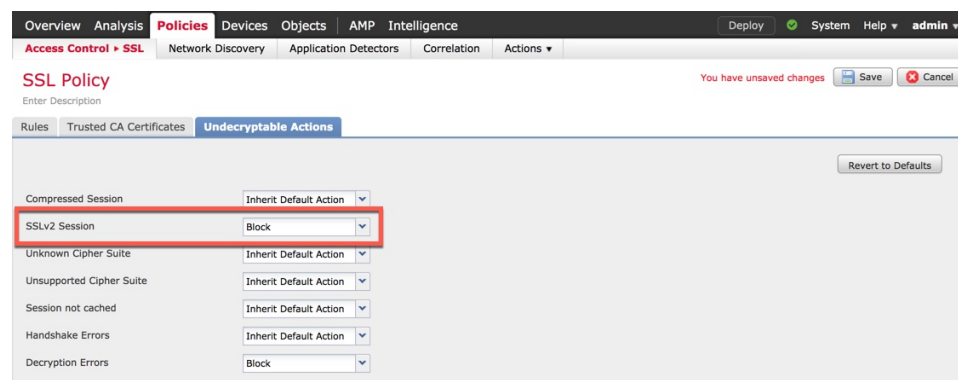 Overview Analysis Policies Devices Objects AMP Intelligence Deploy System Help ▾ admin ▾
Access Control ▸ SSL Network Discovery Application Detectors Correlation Actions ▾
SSL Policy
You have unsaved changes Save Cancel
Enter Description
Rules Trusted CA Certificates Undecryptable Actions
Revert to Defaults
Compressed Session Inherit Default Action
SSLv2 Session Block
Unknown Cipher Suite Inherit Default Action
Unsupported Cipher Suite Inherit Default Action
Session not cached Inherit Default Action
Handshake Errors Inherit Default Action
Decryption Errors Block